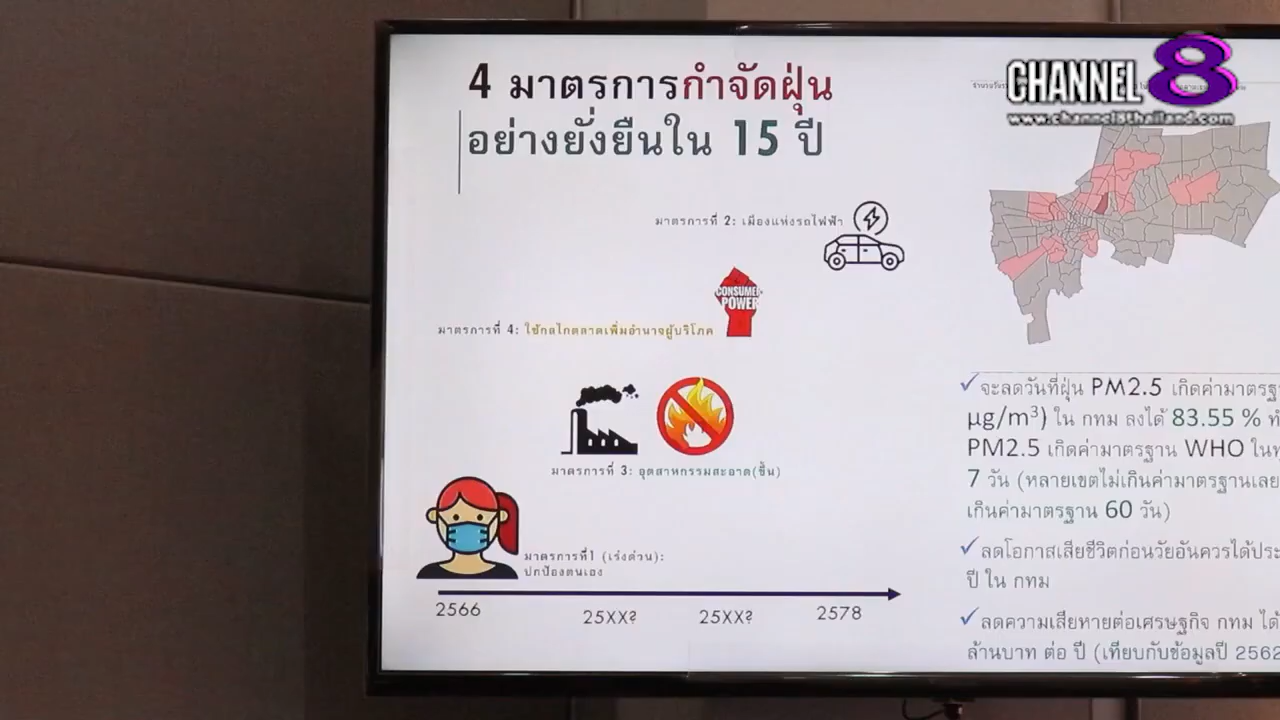 CHANNEL 8
www.channel8thailand.com
4 มาตรการกำจัดฝุ่น
อย่างยั่งยืนใน 15 ปี
มาตรการที่ 2: เมืองแห่งรถไฟฟ้า
CONSUMER
POWER
มาตรการที่ 4: ใช้กลไกตลาดเพิ่มอำนาจผู้บริโภค
มาตรการที่ 3: อุตสาหกรรมสะอาด(ขึ้น)
มาตรการที่1 (เร่งด่วน):
ปกป้องตนเอง
2566 25XX? 25XX? 2578
✓จะลดวันที่ฝุ่น PM2.5 เกิดค่ามาตรฐ
µg/m³) ใน กทม ลงได้ 83.55 %
PM2.5 เกิดค่ามาตรฐาน WHO
7 วัน (หลายเขตไม่เกินค่ามาตรฐานเลย
เกินค่ามาตรฐาน 60 วัน)
✓ลดโอกาสเสียชีวิตก่อนวัยอันควรได้ประ
ปี ใน กทม
✓ลดความเสียหายต่อเศรษฐกิจ กทม ได้
ล้านบาท ต่อ ปี (เทียบกับข้อมูลปี 2562